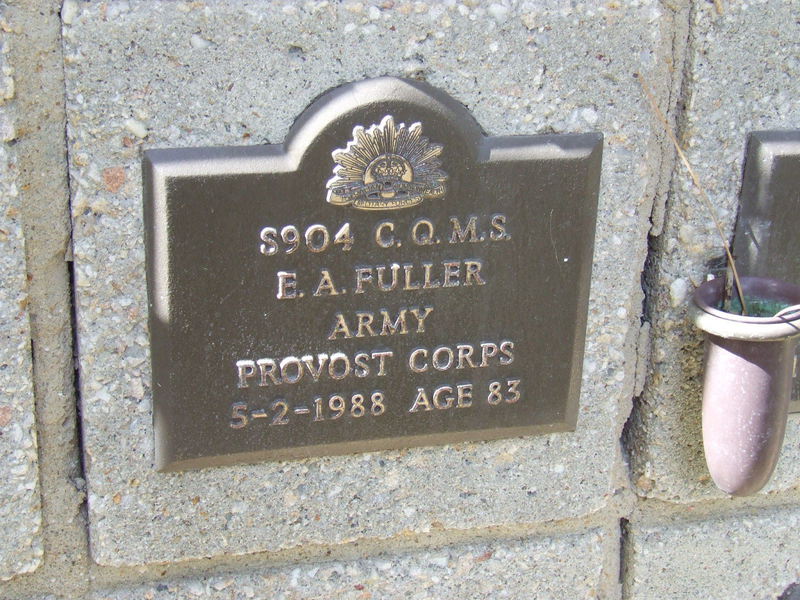 S904 C.Q.M.S.
E. A. FULLER
ARMY
PROVOST CORPS
5-2-1988 AGE 83